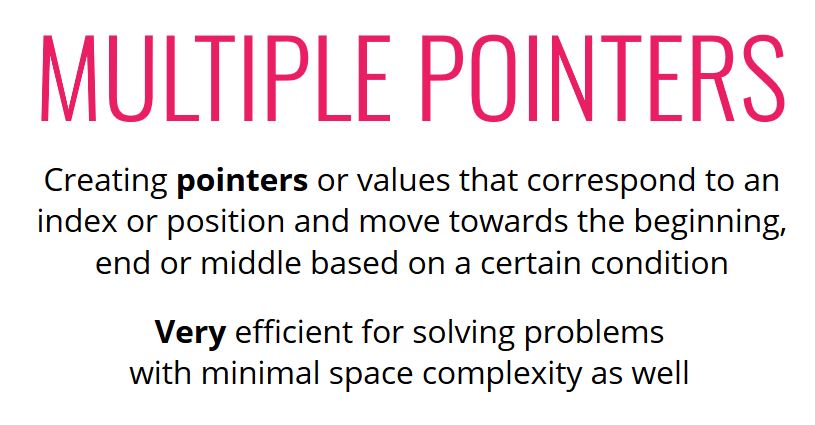 MULTIPLE POINTERS
Creating pointers or values that correspond to an
index or position and move towards the beginning,
end or middle based on a certain condition
Very efficient for solving problems
with minimal space complexity as well